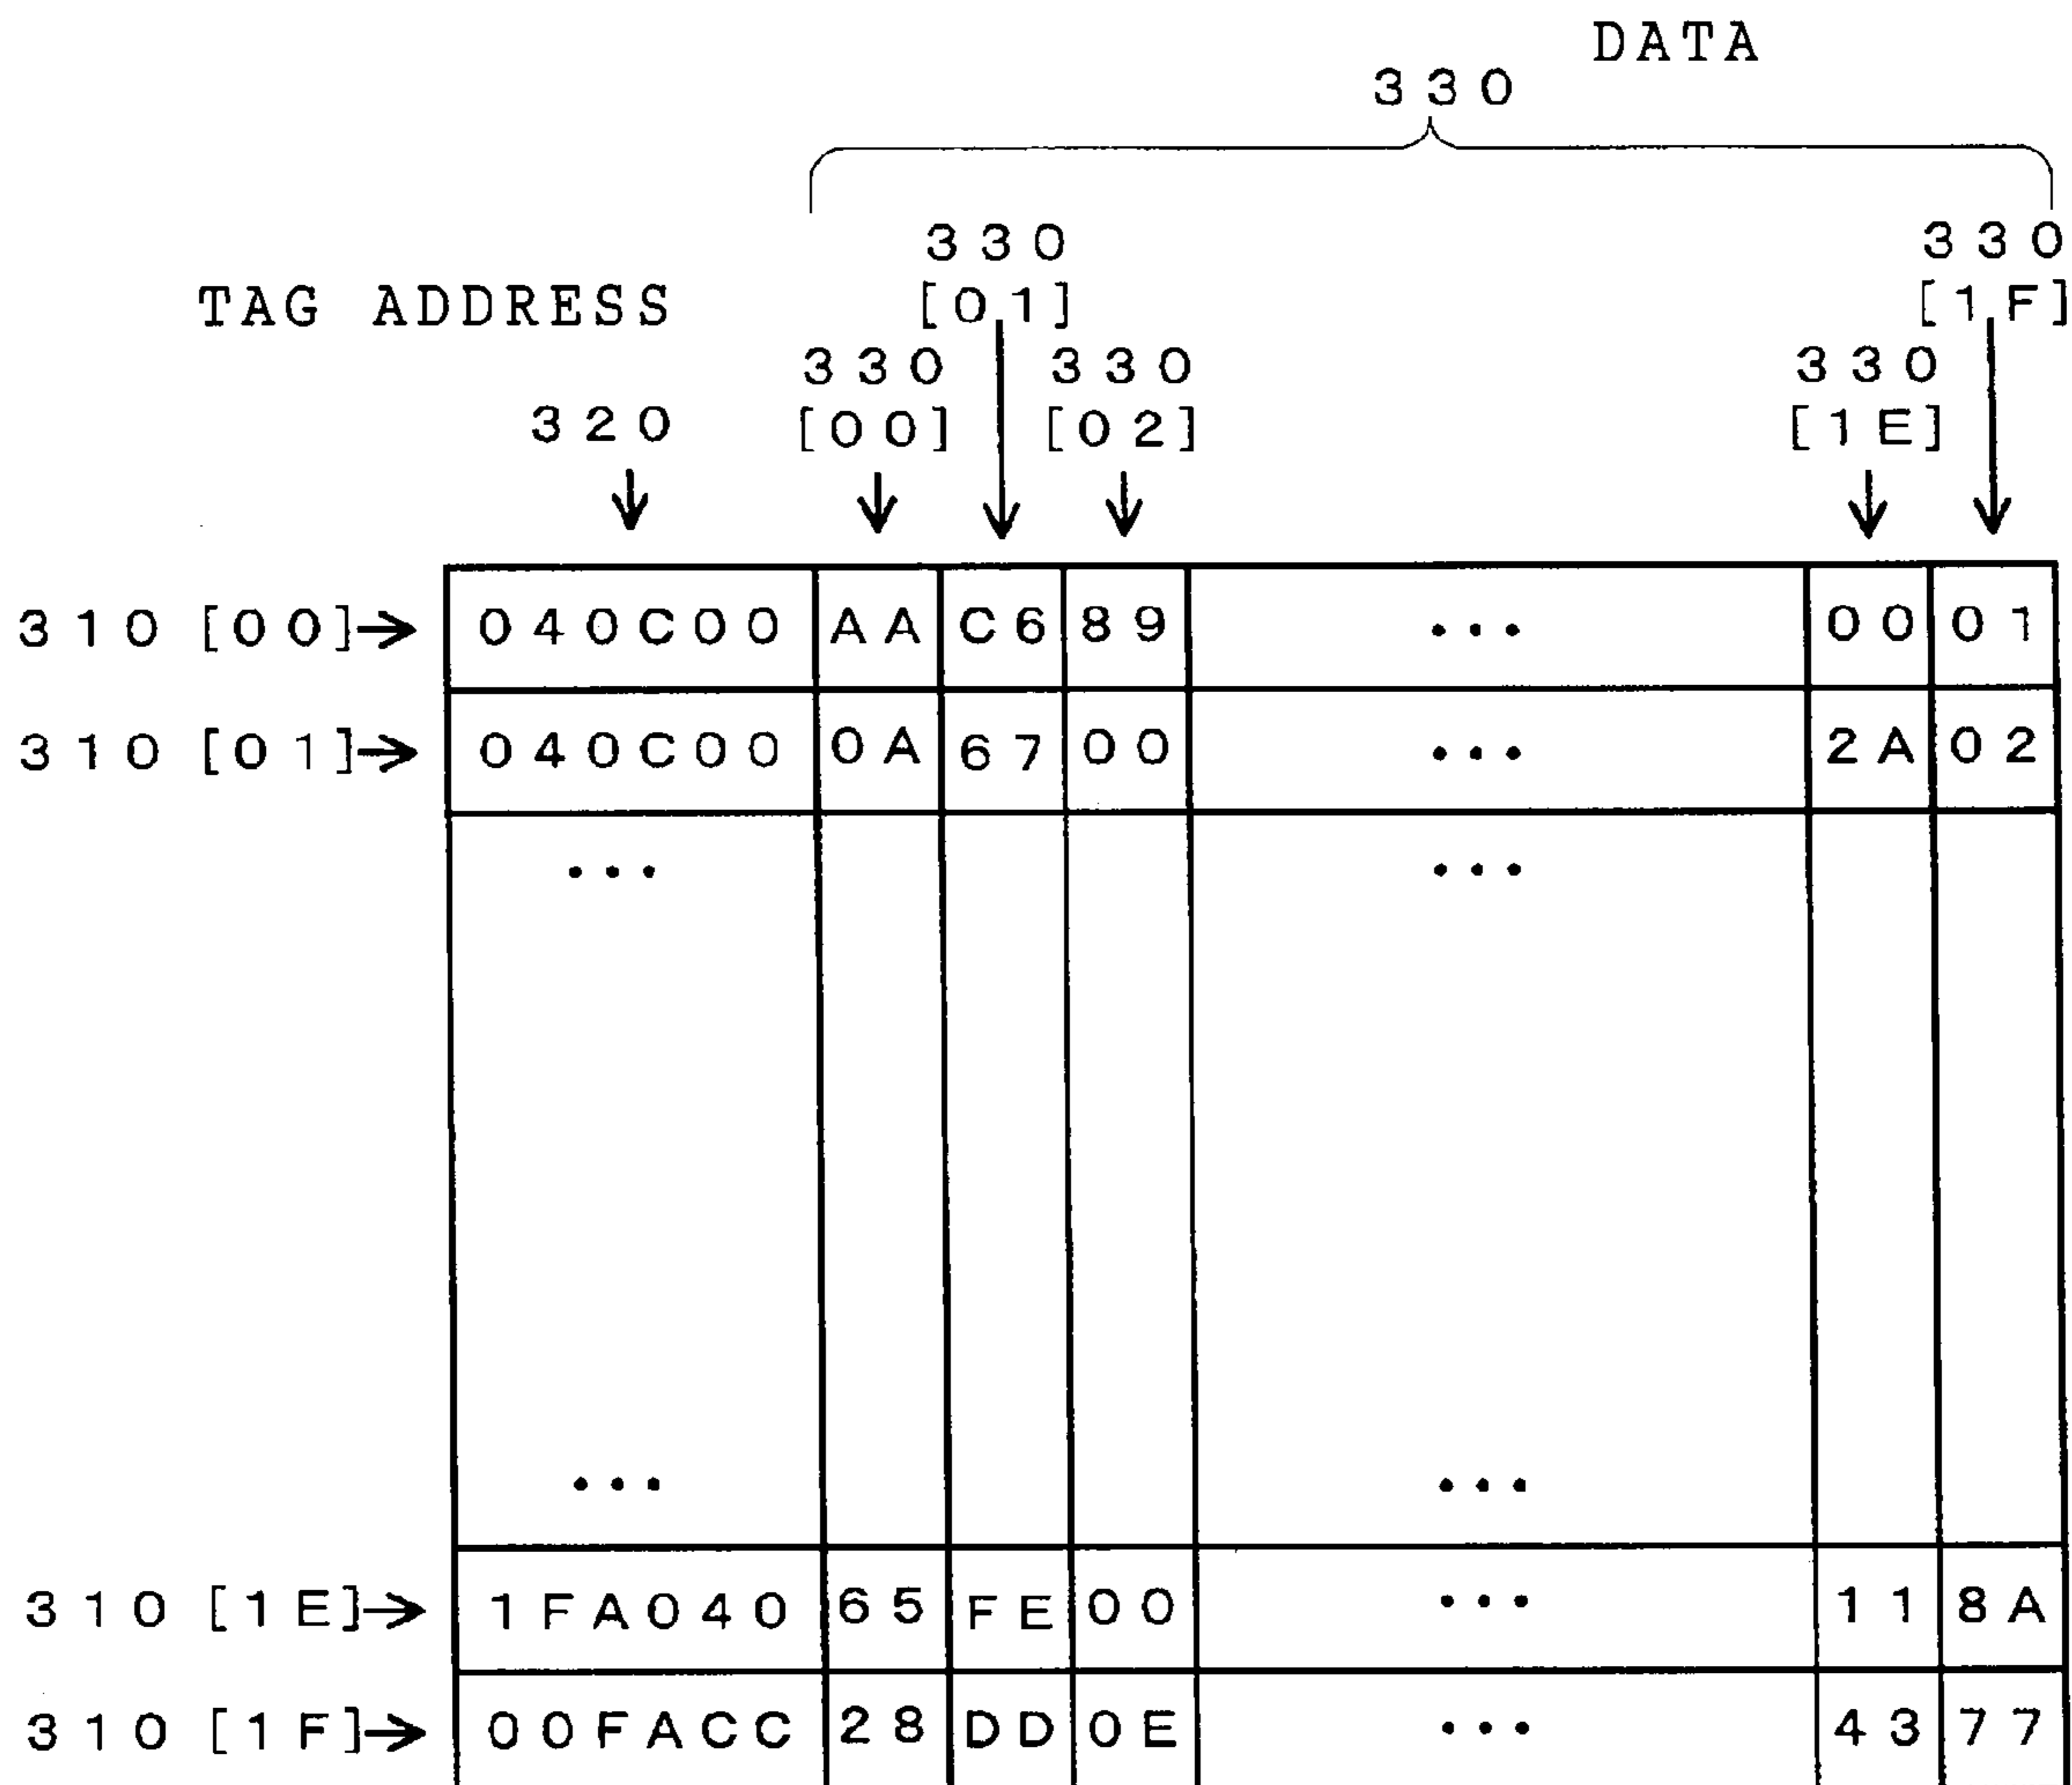 DATA
330
330 330
TAG ADDRESS [01] [1F]
330 330 330
320 [00] [02] [1E]
310[00]→ 040C00 AA C6 89 ... 00 01
310[01]→ 040C00 0A 67 00 ... 2A 02
... ...
... ...
310[1E]→ 1FA040 65 FE 00 ... 11 8A
310[1F]→ 00FACC 28 DD 0E ... 43 77